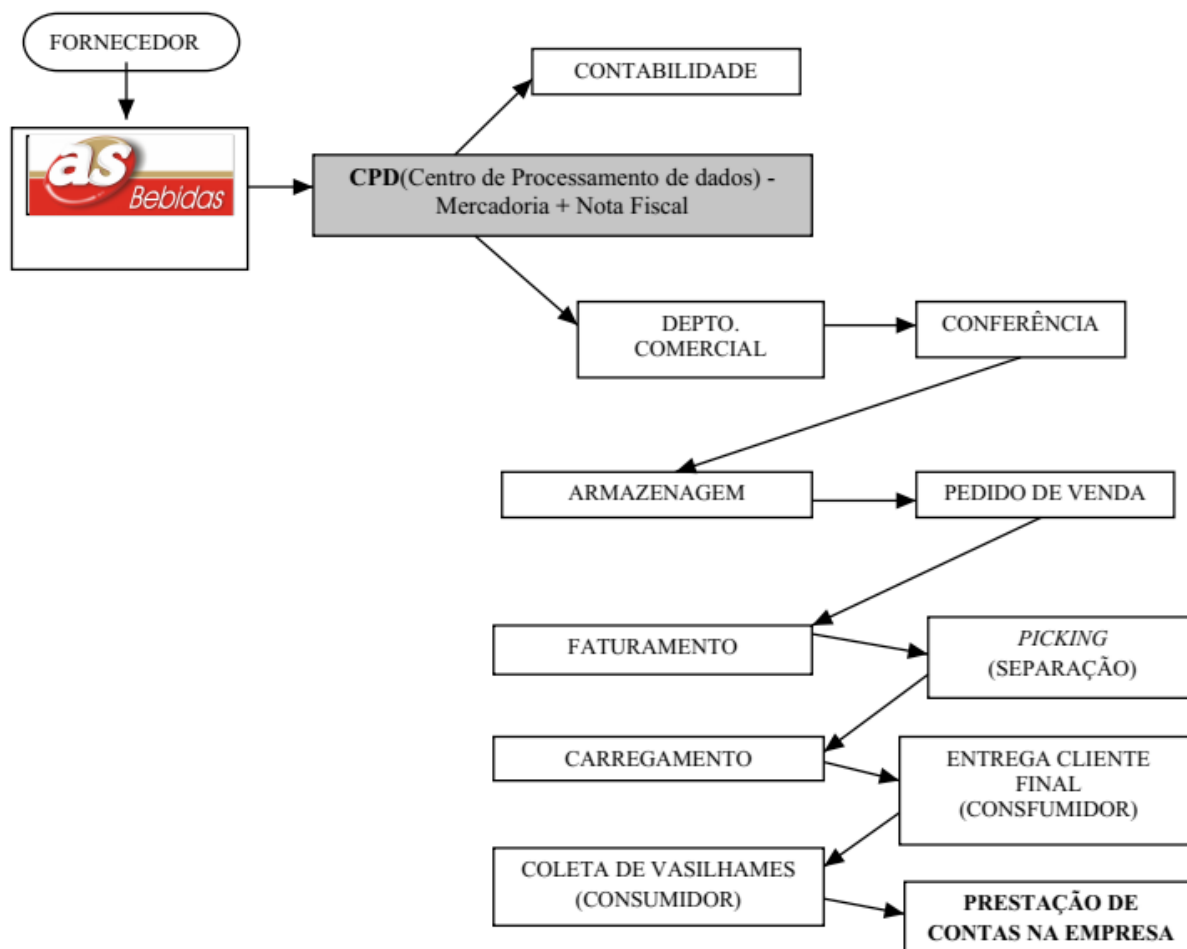 FORNECEDOR
CONTABILIDADE
as
Bebidas
CPD(Centro de Processamento de dados) -
Mercadoria + Nota Fiscal
DEPTO.
COMERCIAL
CONFERÊNCIA
ARMAZENAGEM
PEDIDO DE VENDA
FATURAMENTO
PICKING
(SEPARAÇÃO)
CARREGAMENTO
ENTREGA CLIENTE
FINAL
(CONSFUMIDOR)
COLETA DE VASILHAMES
(CONSUMIDOR)
PRESTAÇÃO DE
CONTAS NA EMPRESA